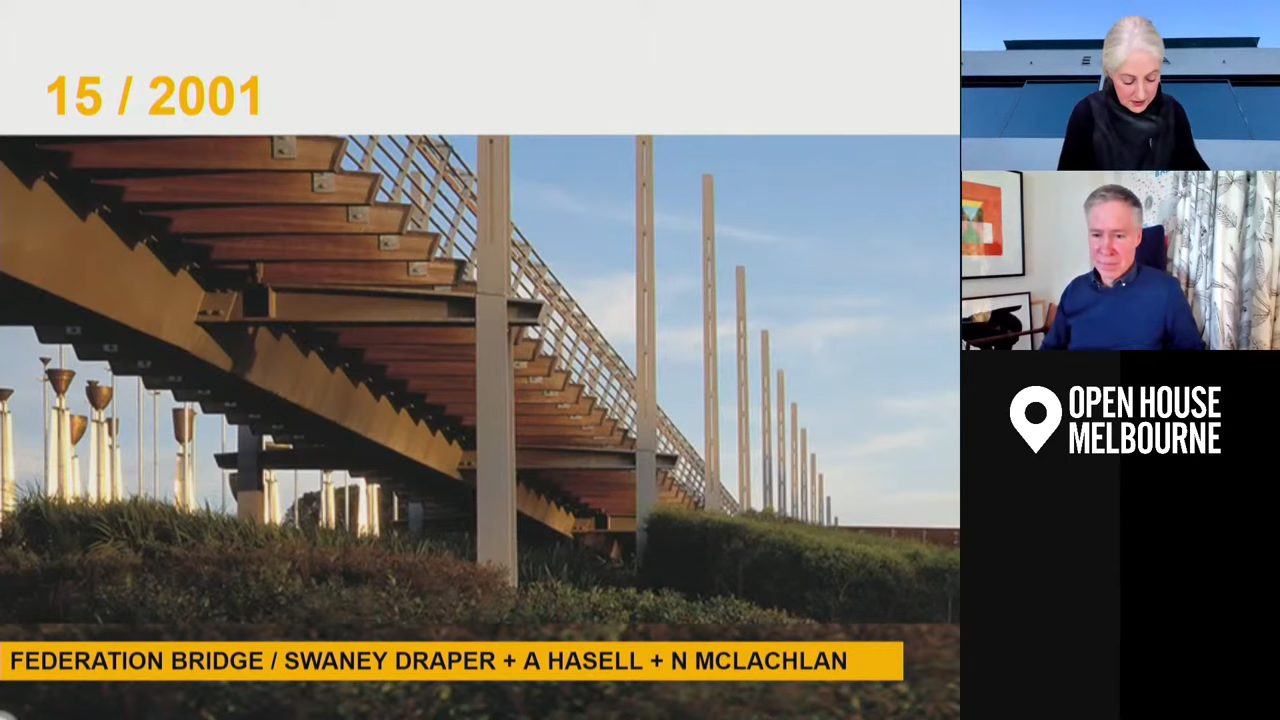 15 / 2001
FEDERATION BRIDGE / SWANEY DRAPER + A HASELL + N MCLACHLAN
OPEN HOUSE
MELBOURNE